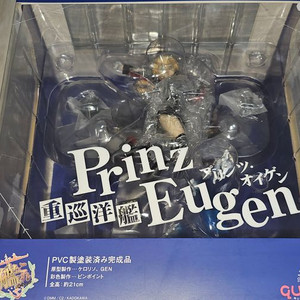 Prinz
プリンツ・
オイゲン
重巡洋艦
Eugen
PVC製塗装済み完成品
原型製作…ケロリソ。GEN
彩色製作…ピンポイント
全高：約21cm